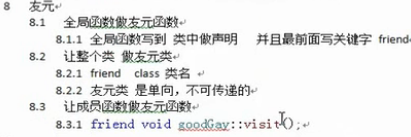 8 友元
8.1 全局函数做友元函数
8.1.1 全局函数写到 类中做声明 并且最前面写关键字 friend
8.2 让整个类 做友元类
8.2.1 friend class 类名
8.2.2 友元类 是单向，不可传递的
8.3 让成员函数做友元函数
8.3.1 friend void goodGay::visit();